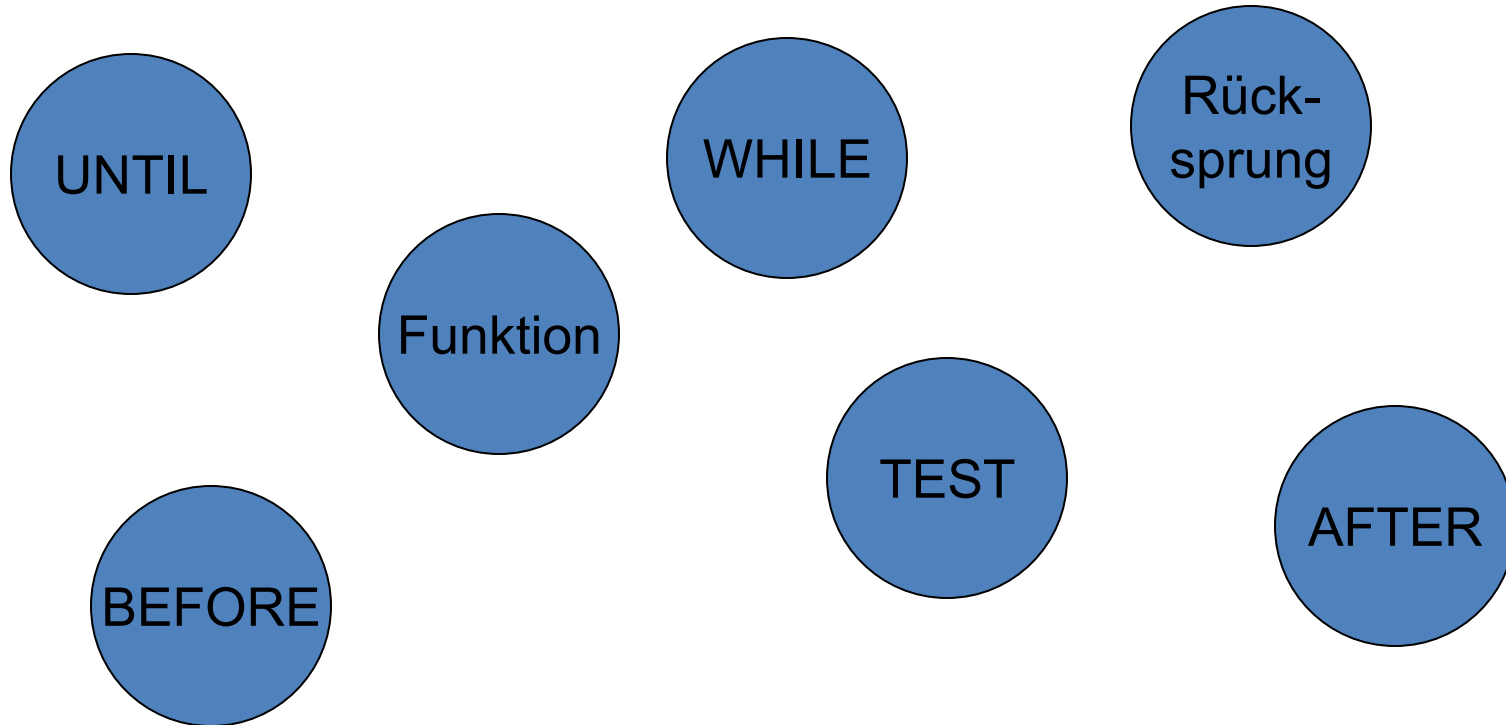 UNTIL
WHILE
Rück-
sprung
Funktion
TEST
AFTER
BEFORE